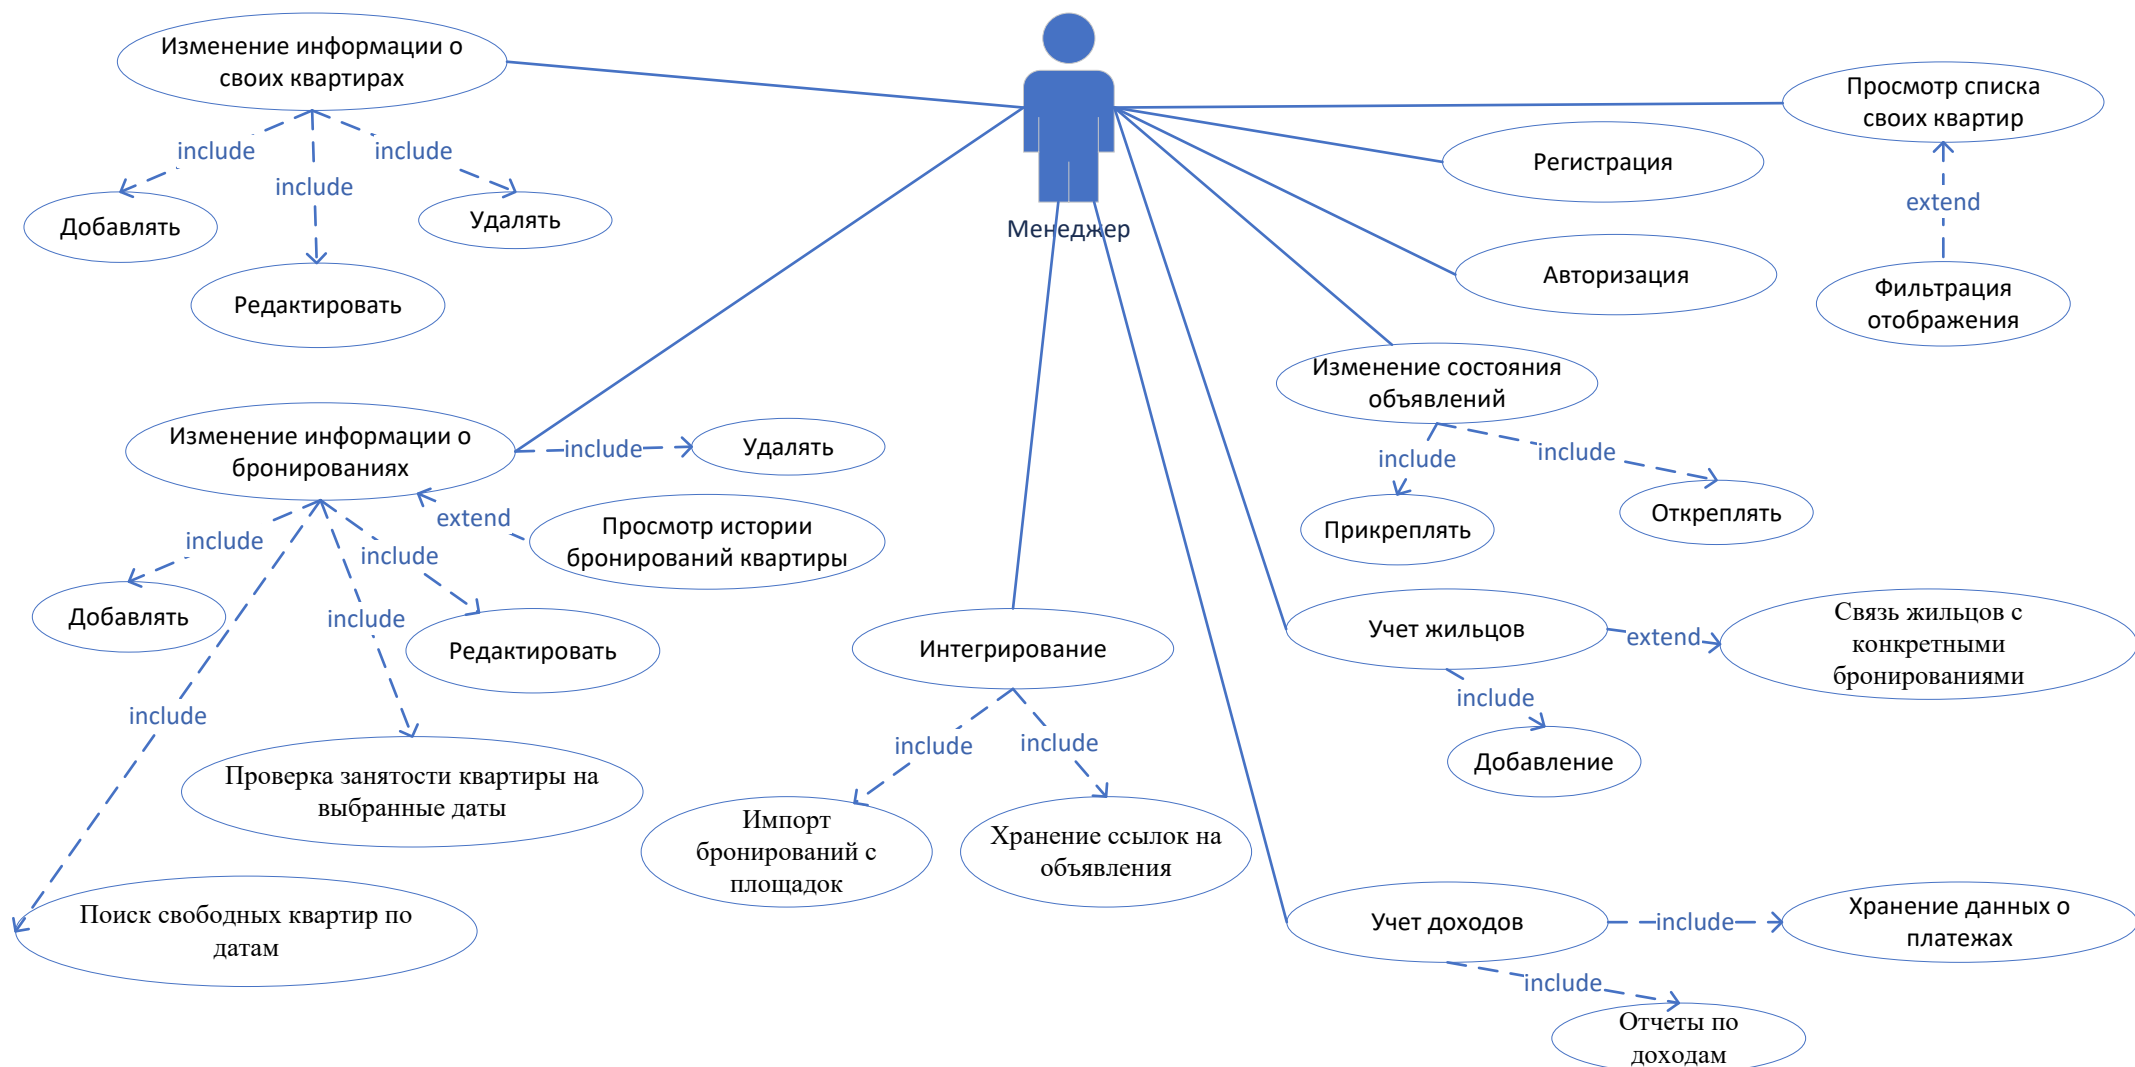 Изменение информации о
своих квартирах
include
include
include
Добавлять
Удалять
Редактировать
Менеджер
Просмотр списка
своих квартир
Регистрация
extend
Авторизация
Фильтрация
отображения
Изменение состояния
объявлений
include
include
Прикреплять
Откреплять
Изменение информации о
бронированиях
include
Удалять
extend
Просмотр истории
бронирований квартиры
include
include
include
include
Добавлять
Редактировать
Проверка занятости квартиры на
выбранные даты
Поиск свободных квартир по
датам
Интегрирование
include
include
Импорт
бронирований с
площадок
Хранение ссылок на
объявления
Учет жильцов
extend
Связь жильцов с
конкретными
бронированиями
include
Добавление
Учет доходов
include
Хранение данных о
платежах
include
Отчеты по
доходам